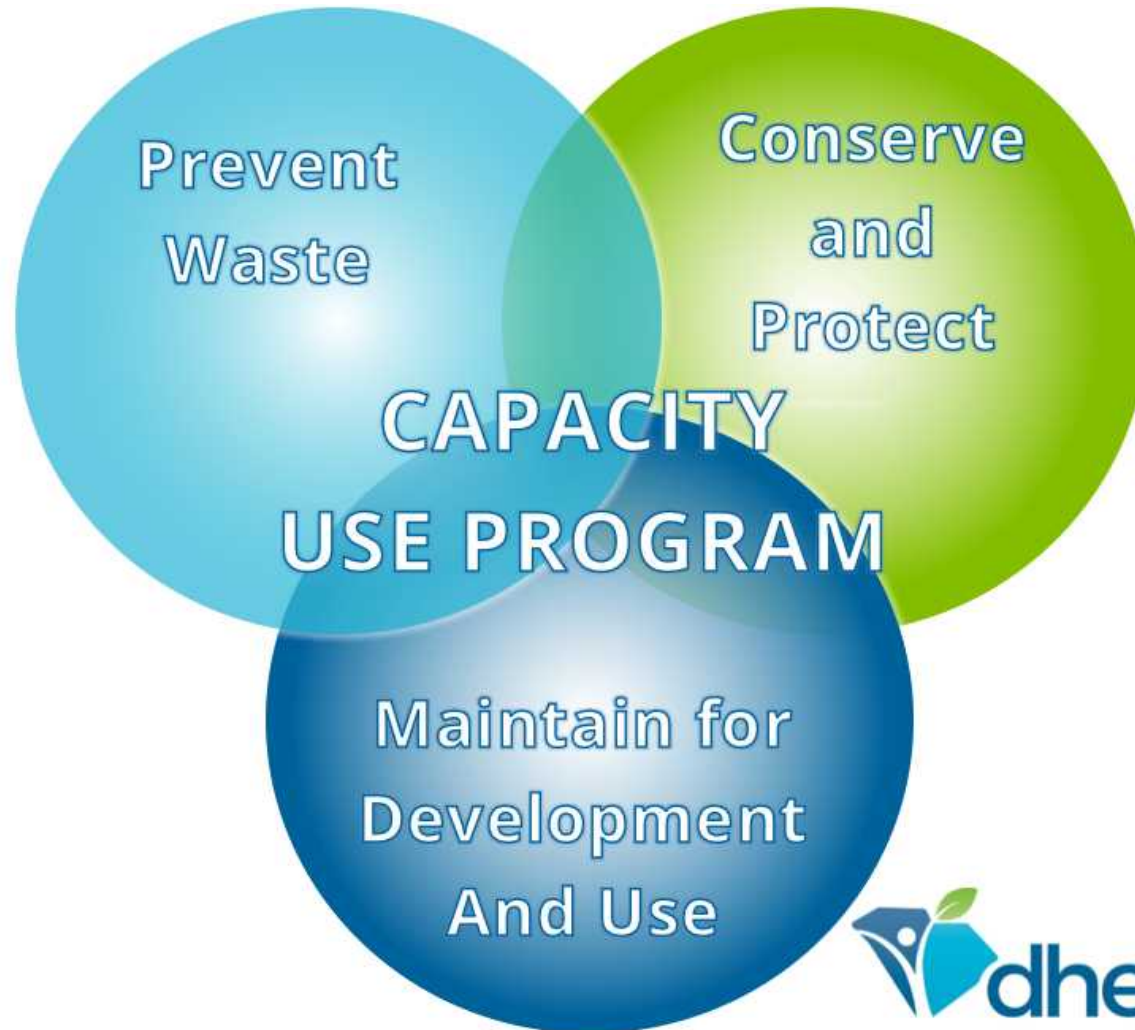 Prevent
Waste
Conserve
and
Protect
CAPACITY
USE PROGRAM
Maintain for
Development
And Use
dhe